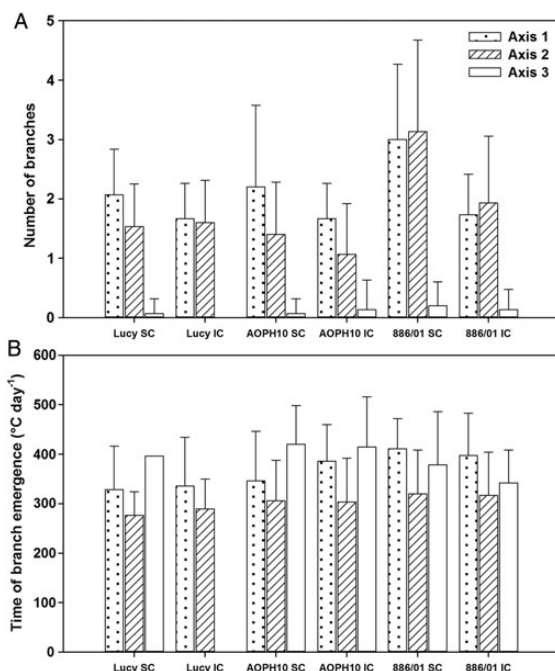 A
Number of branches
5
4
3
2
1
0
Axis 1
Axis 2
Axis 3
Lucy SC Lucy IC AOPH10 SC AOPH10 IC 886/01 SC 886/01 IC
B
Time of branch emergence (°C day⁻¹)
600
500
400
300
200
100
0
Lucy SC Lucy IC AOPH10 SC AOPH10 IC 886/01 SC 886/01 IC